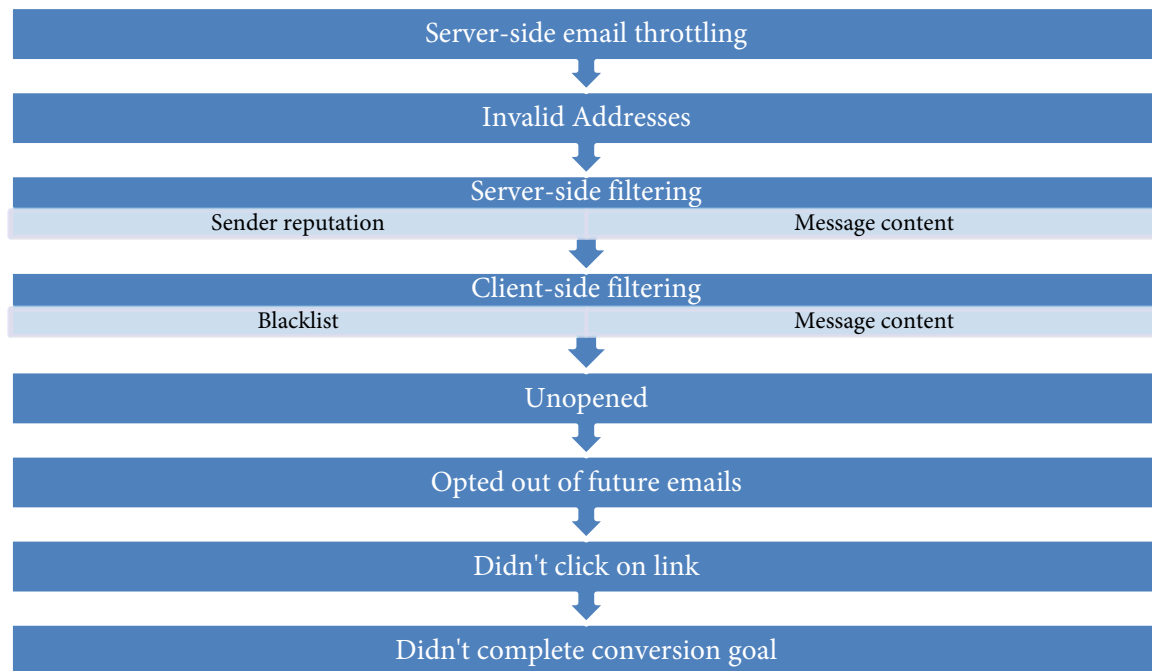 Server-side email throttling
Invalid Addresses
Server-side filtering
Sender reputation
Message content
Client-side filtering
Blacklist
Message content
Unopened
Opted out of future emails
Didn't click on link
Didn't complete conversion goal